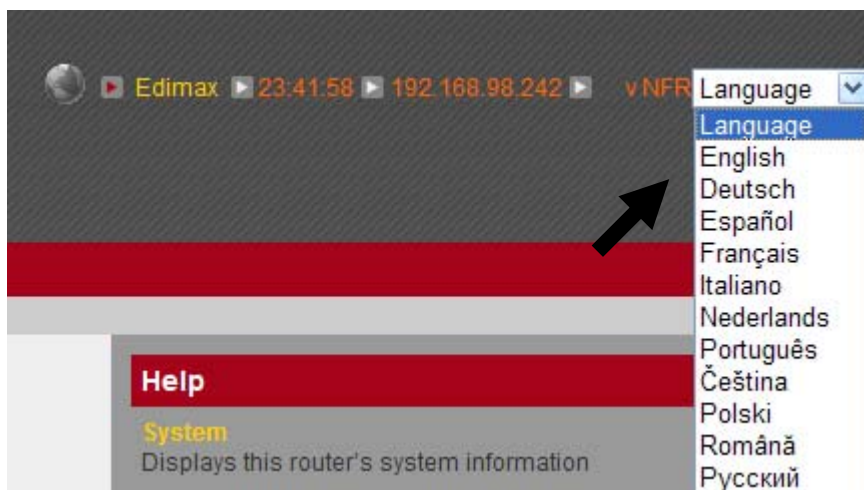 Edimax 23:41:58 192.168.98.242 v NFR Language
Language
English
Deutsch
Español
Français
Italiano
Nederlands
Português
Čeština
Polski
Română
Русский
Help
System
Displays this router's system information